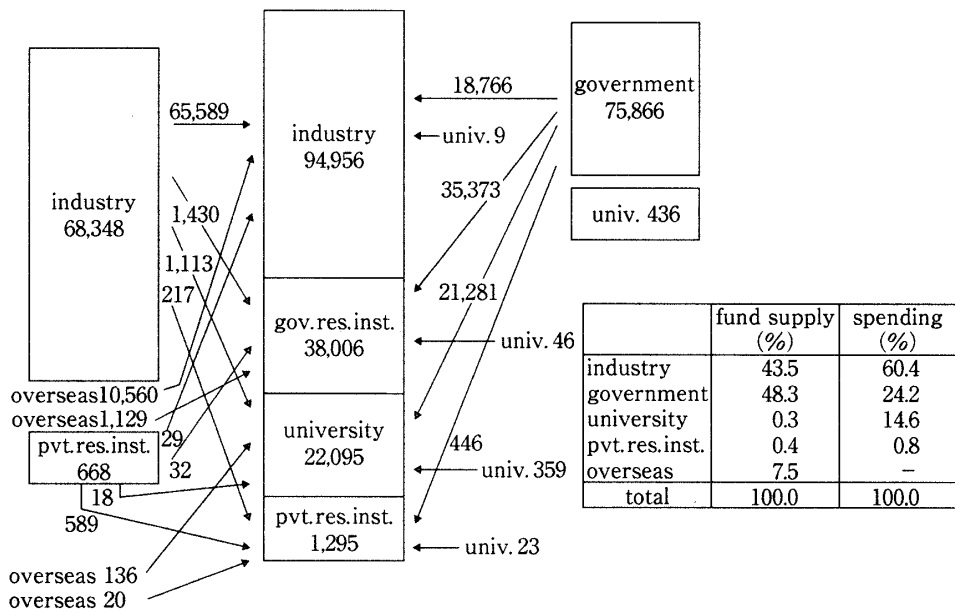 industry
68,348
65,589
1,430
1,113
217
overseas10,560
overseas1,129
pvt.res.inst.
668
29
32
18
589
overseas 136
overseas 20
industry
94,956
gov.res.inst.
38,006
university
22,095
pvt.res.inst.
1,295
18,766
univ. 9
35,373
21,281
univ. 46
446
univ. 359
univ. 23
government
75,866
univ. 436
fund supply spending
(%) (%)
industry 43.5 60.4
government 48.3 24.2
university 0.3 14.6
pvt.res.inst. 0.4 0.8
overseas 7.5 –
total 100.0 100.0